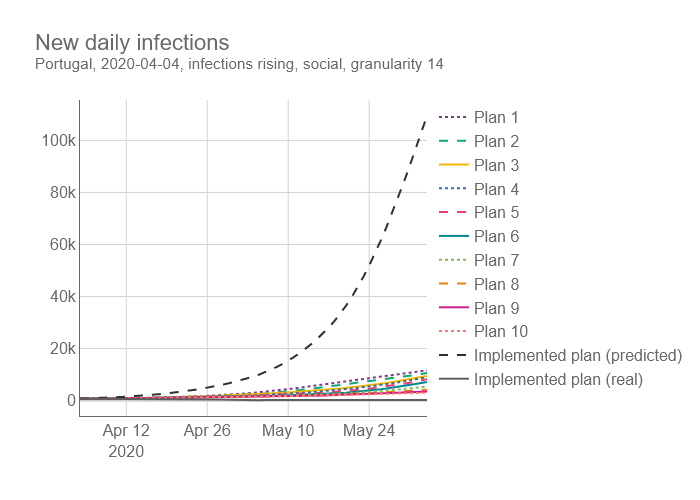 New daily infections
Portugal, 2020-04-04, infections rising, social, granularity 14
100k
80k
60k
40k
20k
0
Apr 12
2020
Apr 26
May 10
May 24
Plan 1
Plan 2
Plan 3
Plan 4
Plan 5
Plan 6
Plan 7
Plan 8
Plan 9
Plan 10
Implemented plan (predicted)
Implemented plan (real)